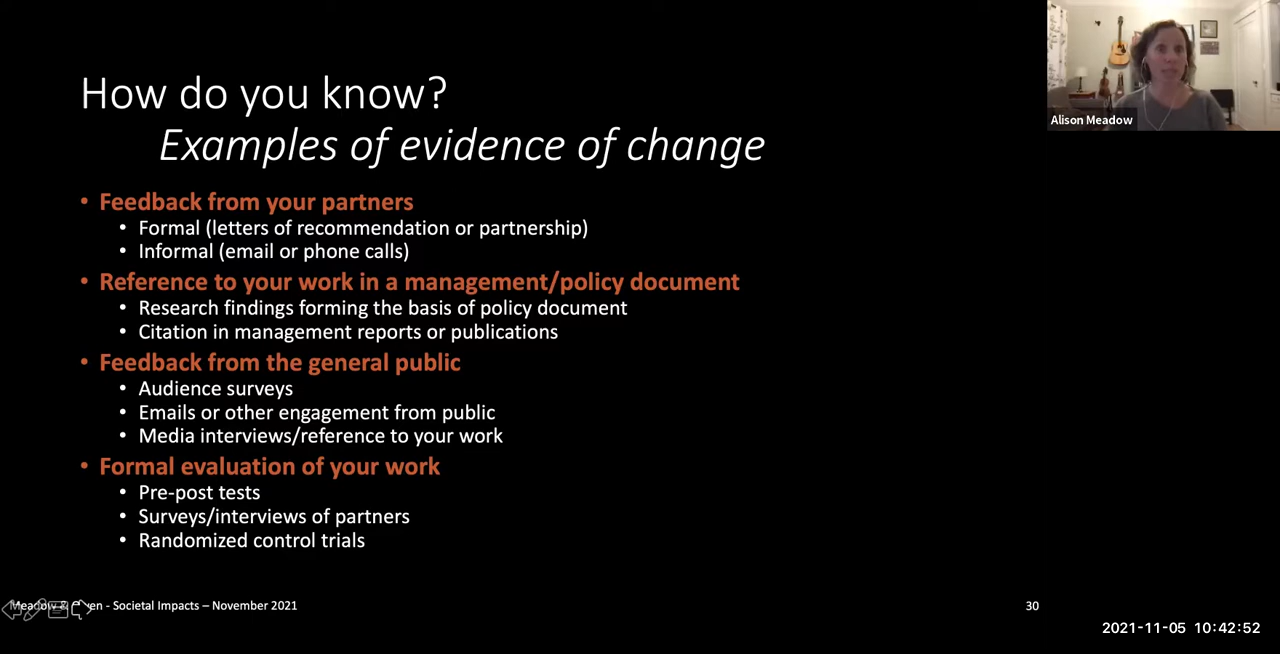 How do you know?
Examples of evidence of change
• Feedback from your partners
• Formal (letters of recommendation or partnership)
• Informal (email or phone calls)
• Reference to your work in a management/policy document
• Research findings forming the basis of policy document
• Citation in management reports or publications
• Feedback from the general public
• Audience surveys
• Emails or other engagement from public
• Media interviews/reference to your work
• Formal evaluation of your work
• Pre-post tests
• Surveys/interviews of partners
• Randomized control trials
Alison Meadow
Meadow & - Societal Impacts – November 2021
30
2021-11-05 10:42:52